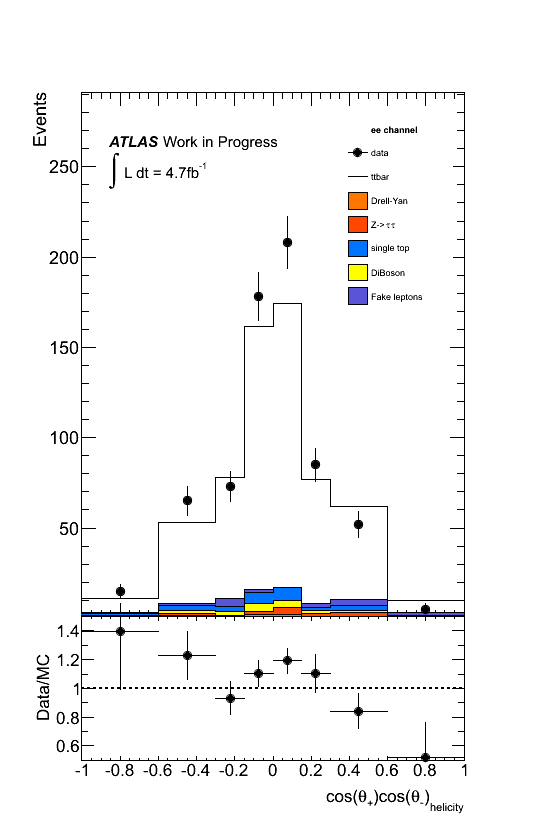 Events
ATLAS Work in Progress
∫ L dt = 4.7fb⁻¹
ee channel
data
ttbar
Drell-Yan
Z->ττ
single top
DiBoson
Fake leptons
250
200
150
100
50
Data/MC
1.4
1.2
1
0.8
0.6
-1 -0.8 -0.6 -0.4 -0.2 0 0.2 0.4 0.6 0.8 1
cos(θ₊)cos(θ₋)helicity